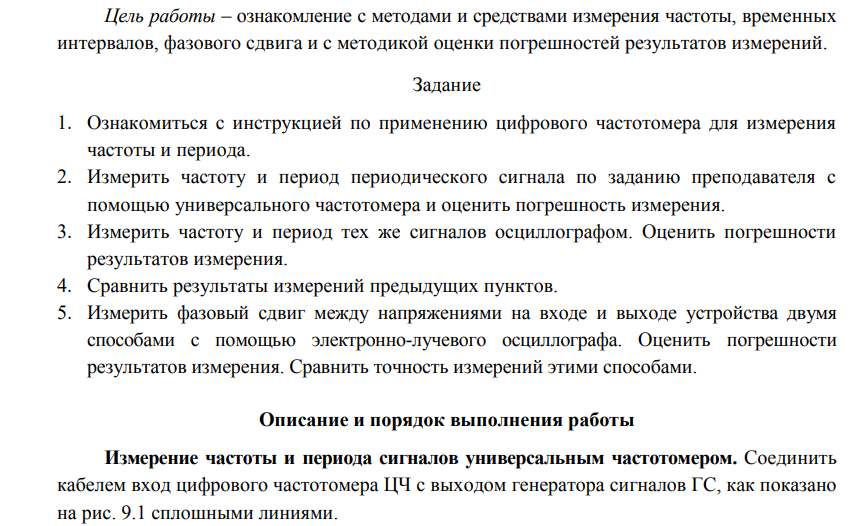 Цель работы – ознакомление с методами и средствами измерения частоты, временных
интервалов, фазового сдвига и с методикой оценки погрешностей результатов измерений.
Задание
1. Ознакомиться с инструкцией по применению цифрового частотомера для измерения
частоты и периода.
2. Измерить частоту и период периодического сигнала по заданию преподавателя с
помощью универсального частотомера и оценить погрешность измерения.
3. Измерить частоту и период тех же сигналов осциллографом. Оценить погрешности
результатов измерения.
4. Сравнить результаты измерений предыдущих пунктов.
5. Измерить фазовый сдвиг между напряжениями на входе и выходе устройства двумя
способами с помощью электронно-лучевого осциллографа. Оценить погрешности
результатов измерения. Сравнить точность измерений этими способами.
Описание и порядок выполнения работы
Измерение частоты и периода сигналов универсальным частотомером. Соединить
кабелем вход цифрового частотомера ЦЧ с выходом генератора сигналов ГС, как показано
на рис. 9.1 сплошными линиями.